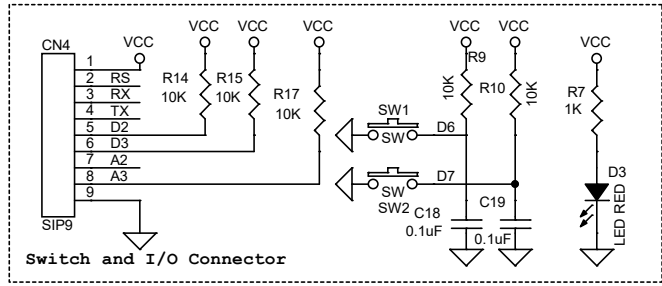 CN4
VCC
VCC
VCC
VCC
VCC
VCC
VCC
1
2 RS
3 RX
4 TX
5 D2
6 D3
7 A2
8 A3
9
SIP9
R14
10K
R15
10K
R17
10K
R9
10K
R10
10K
R7
1K
SW1
SW
D6
SW
SW2
D7
C18
0.1uF
C19
0.1uF
D3
LED RED
Switch and I/O Connector